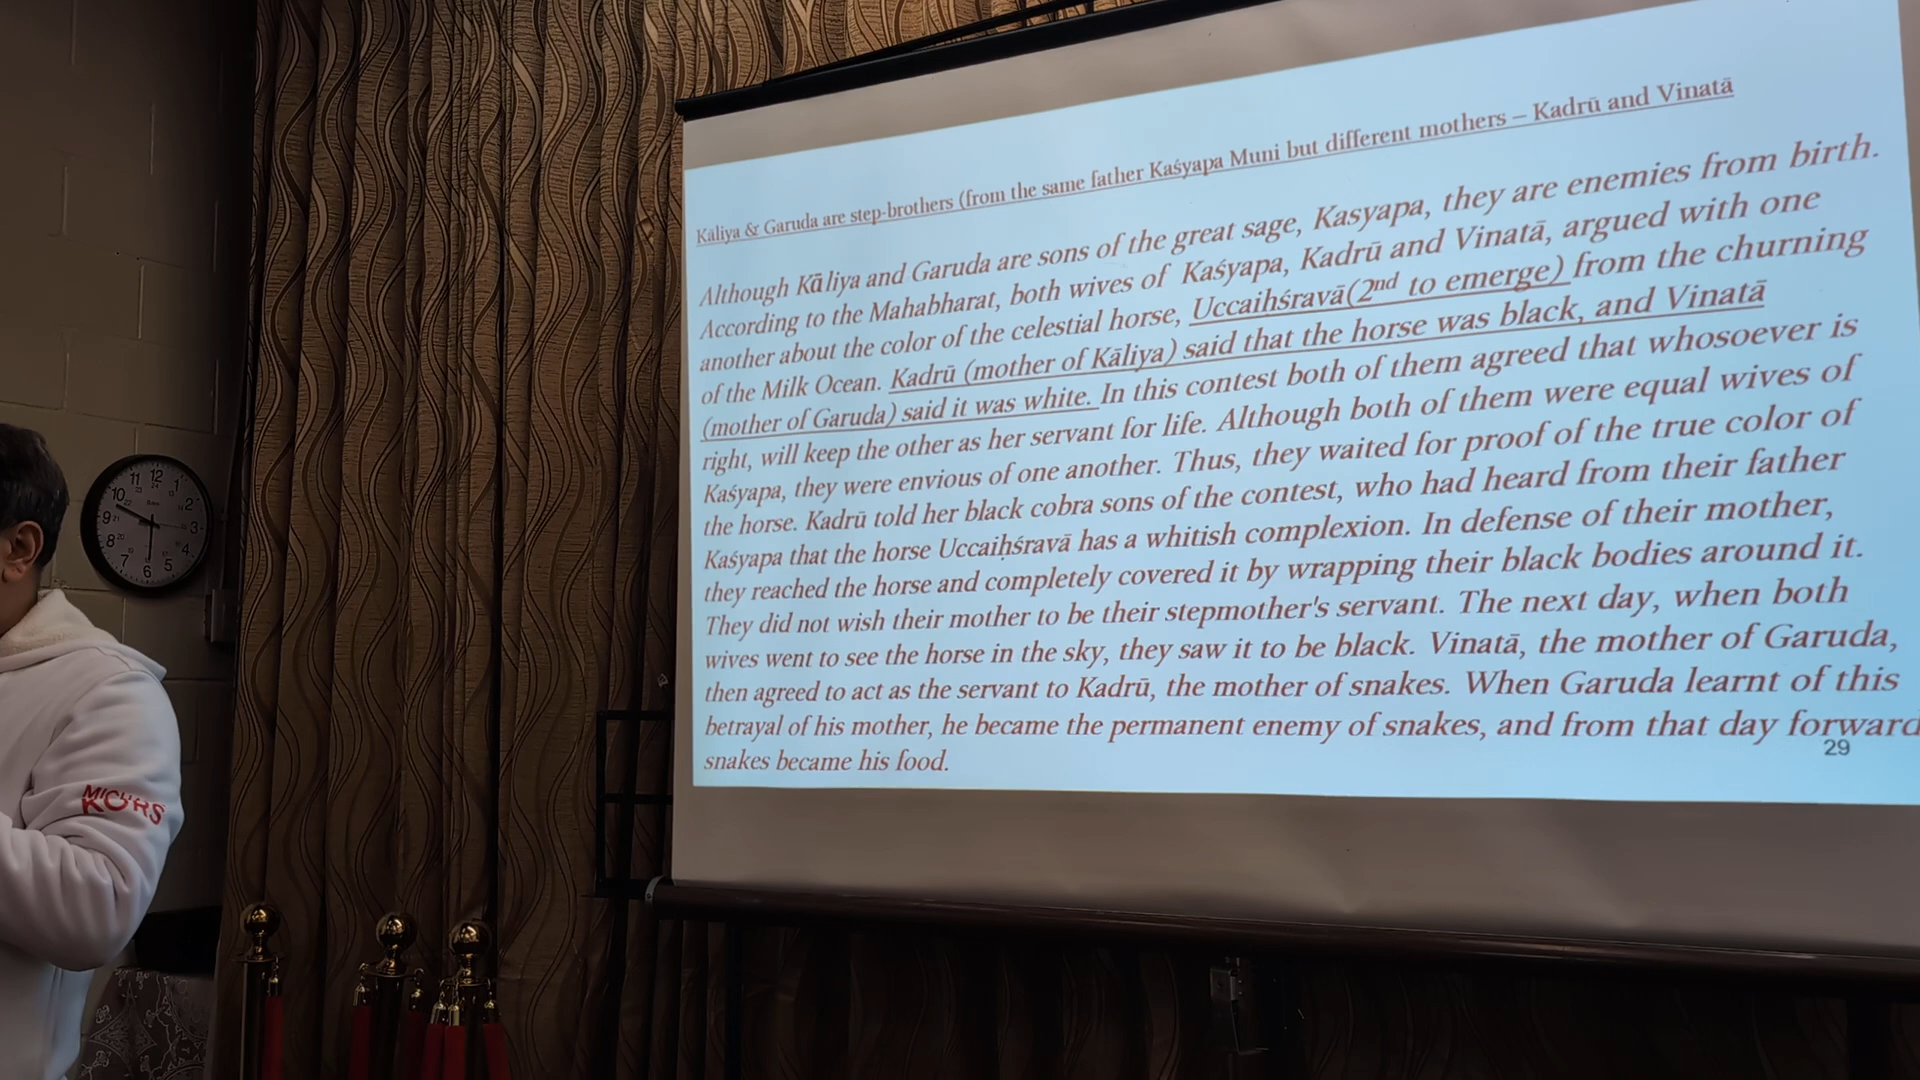 Kāliya & Garuda are step-brothers (from the same father Kaśyapa Muni but different mothers – Kadrū and Vinatā
Although Kāliya and Garuda are sons of the great sage, Kasyapa, they are enemies from birth.
According to the Mahabharat, both wives of Kaśyapa, Kadrū and Vinatā, argued with one
another about the color of the celestial horse, Uccaihśravā(2nd to emerge) from the churning
of the Milk Ocean. Kadrū (mother of Kāliya) said that the horse was black, and Vinatā
(mother of Garuda) said it was white. In this contest both of them agreed that whosoever is
right, will keep the other as her servant for life. Although both of them were equal wives of
Kaśyapa, they were envious of one another. Thus, they waited for proof of the true color of
the horse. Kadrū told her black cobra sons of the contest, who had heard from their father
Kaśyapa that the horse Uccaiḥśravā has a whitish complexion. In defense of their mother,
they reached the horse and completely covered it by wrapping their black bodies around it.
They did not wish their mother to be their stepmother's servant. The next day, when both
wives went to see the horse in the sky, they saw it to be black. Vinatā, the mother of Garuda,
then agreed to act as the servant to Kadrū, the mother of snakes. When Garuda learnt of this
betrayal of his mother, he became the permanent enemy of snakes, and from that day forward
snakes became his food.
29
12
11 1
10 2
9 3
8 4
7 5
6
KORS